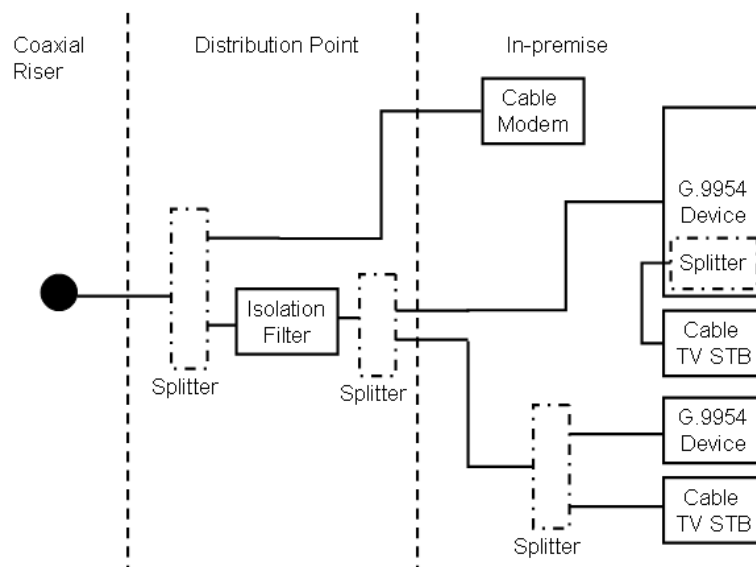 Coaxial
Riser
Distribution Point
In-premise
Cable
Modem
G.9954
Device
Splitter
Isolation
Filter
Splitter
Splitter
Cable
TV STB
G.9954
Device
Cable
TV STB
Splitter